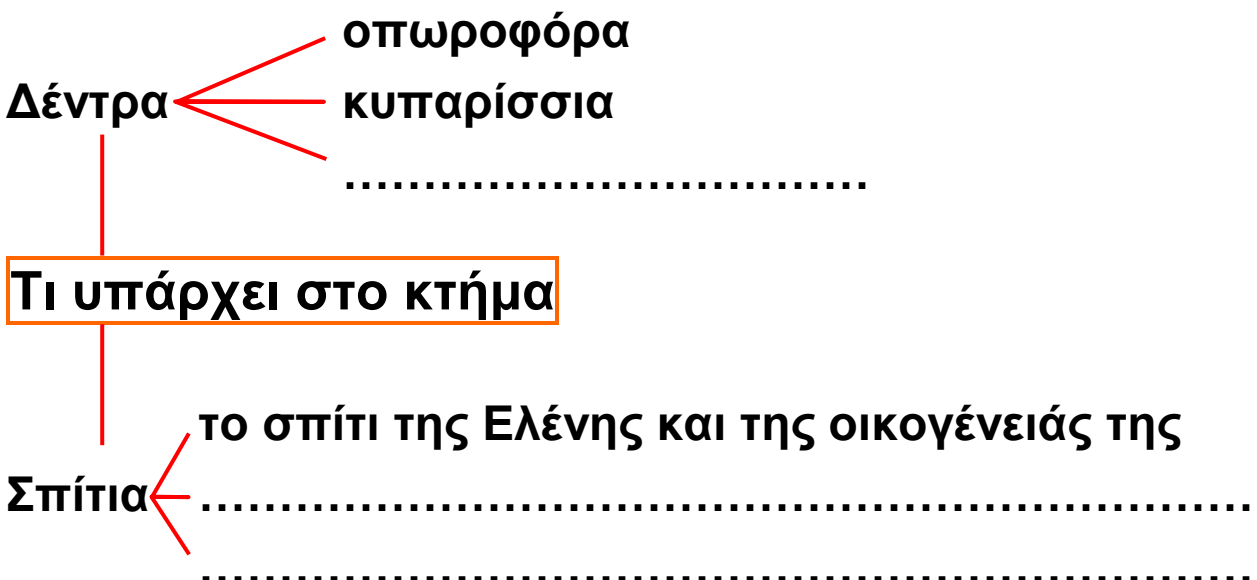 οπωροφόρα
Δέντρα κυπαρίσσια
……………………………
Τι υπάρχει στο κτήμα
το σπίτι της Ελένης και της οικογένειάς της
Σπίτια …………………………………………………………
…………………………………………………………